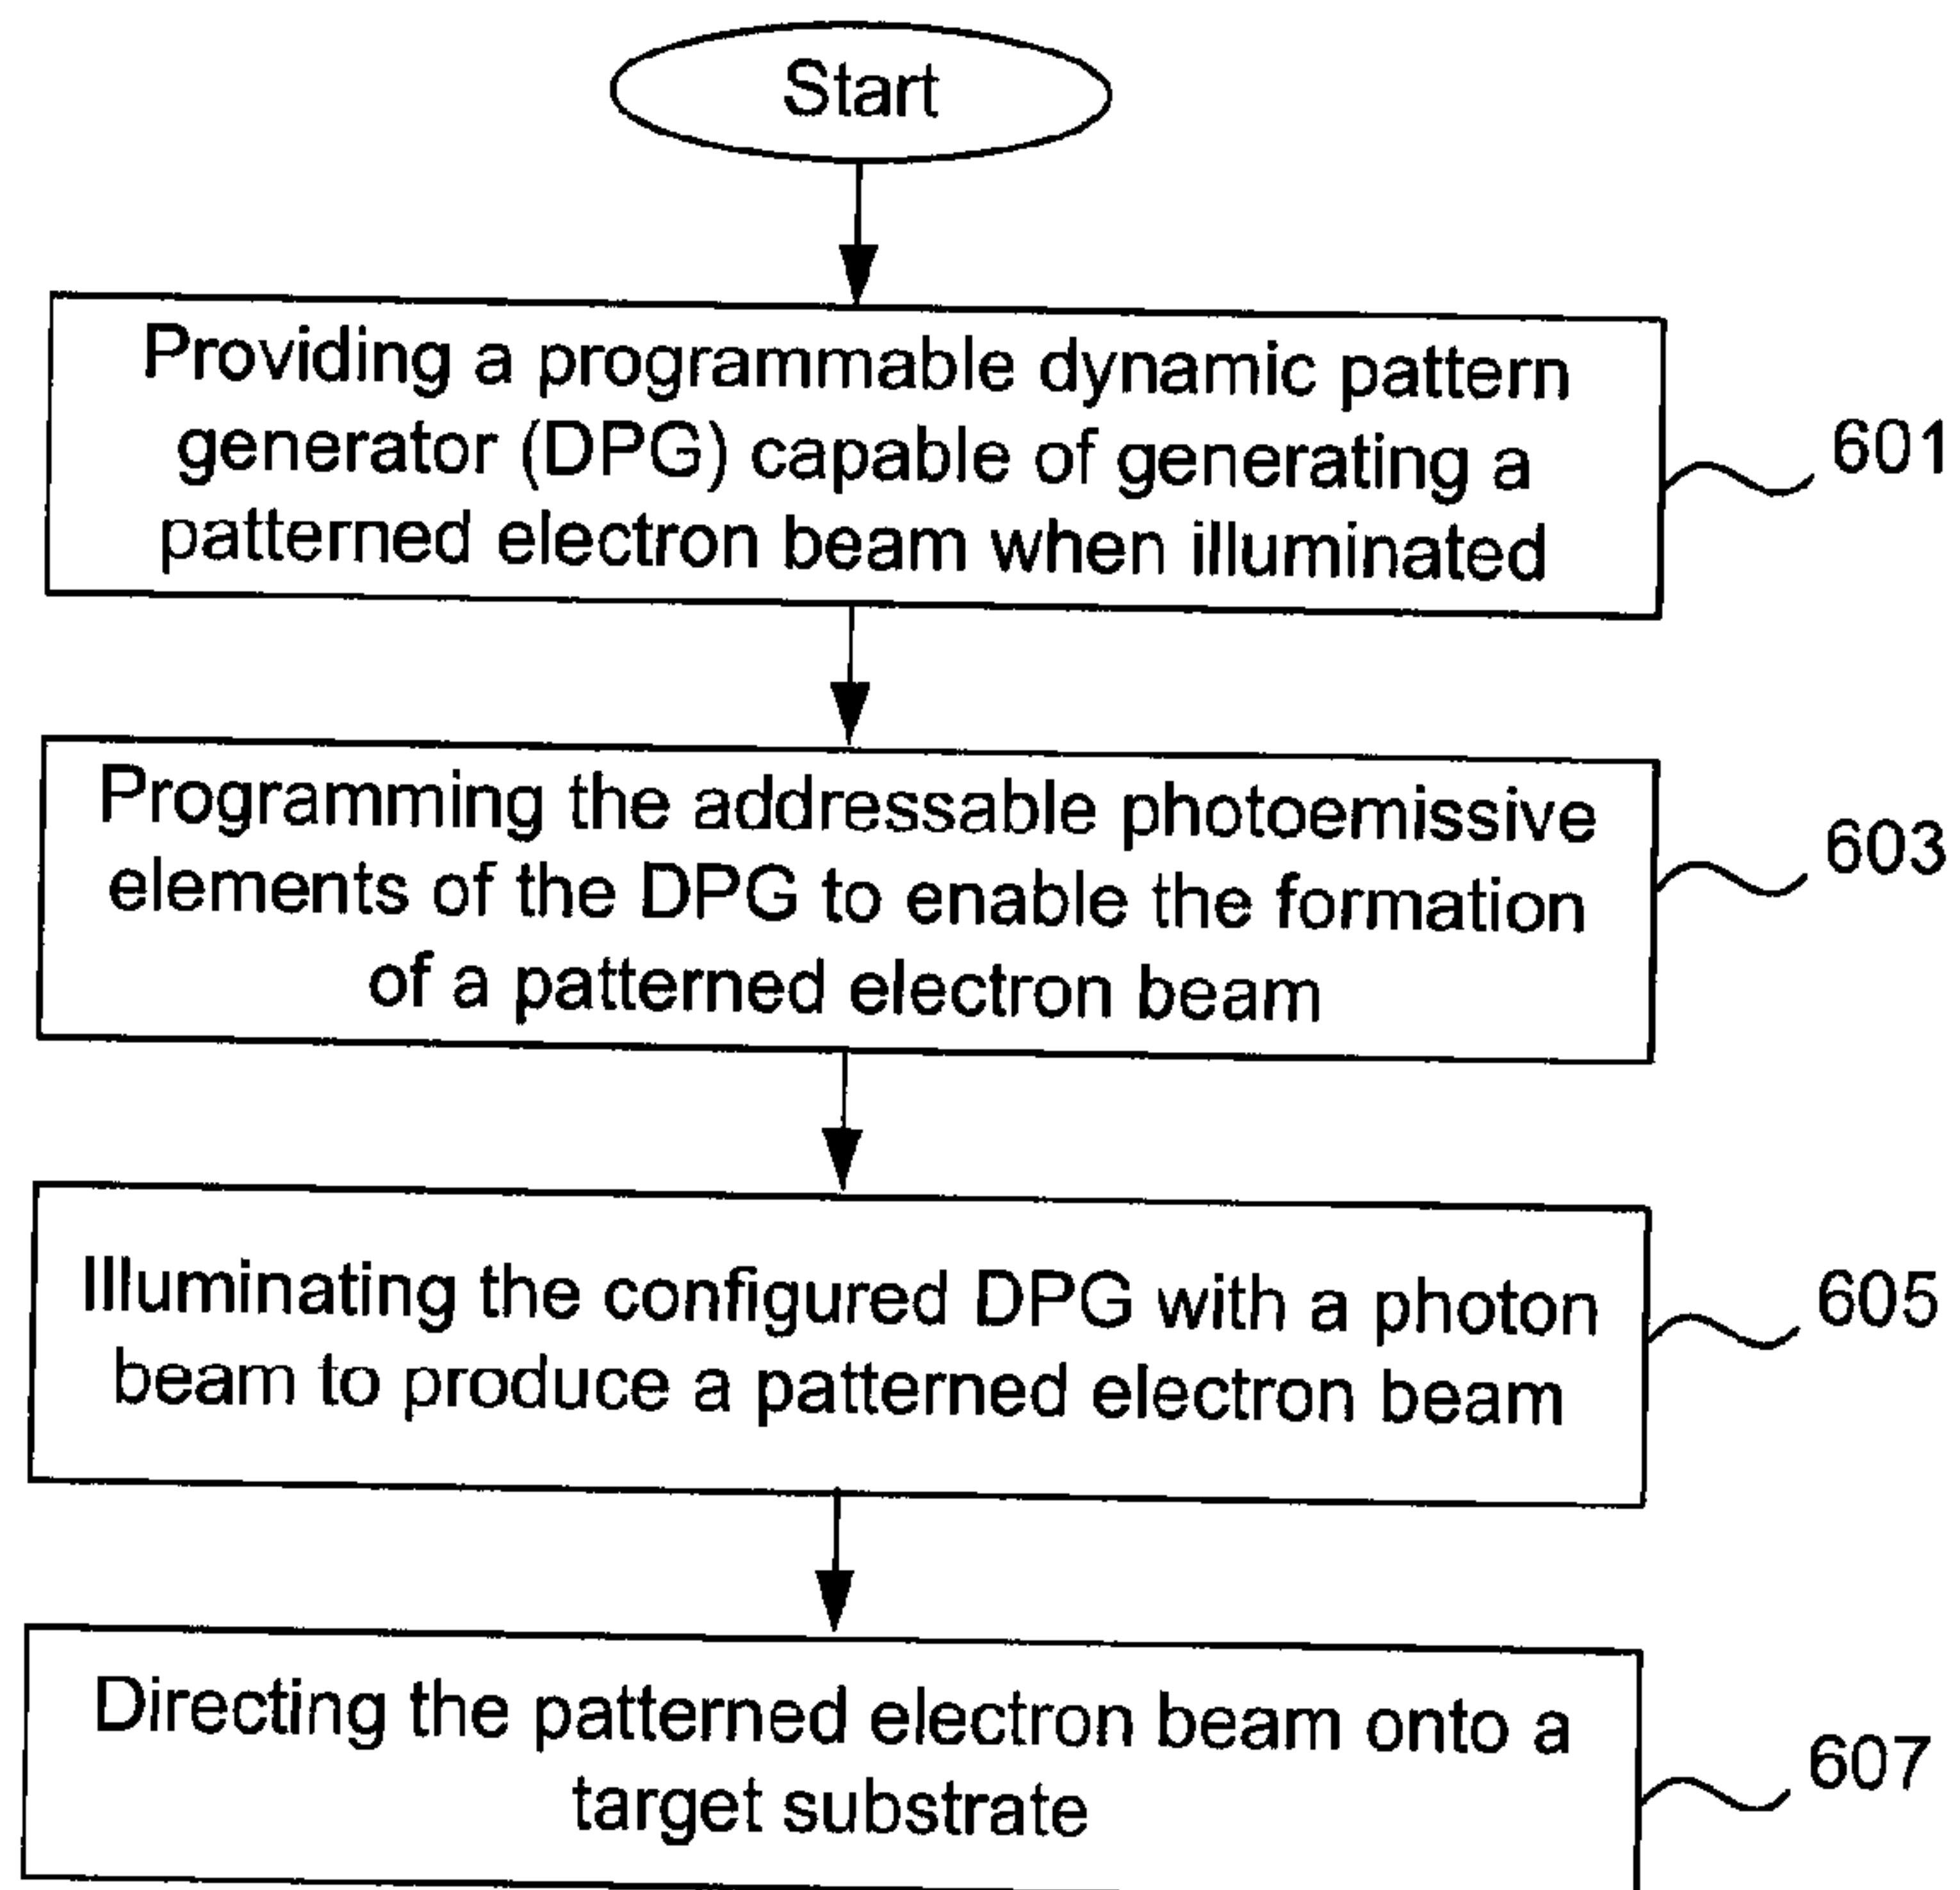 Start
Providing a programmable dynamic pattern
generator (DPG) capable of generating a
patterned electron beam when illuminated
601
Programming the addressable photoemissive
elements of the DPG to enable the formation
of a patterned electron beam
603
Illuminating the configured DPG with a photon
beam to produce a patterned electron beam
605
Directing the patterned electron beam onto a
target substrate
607